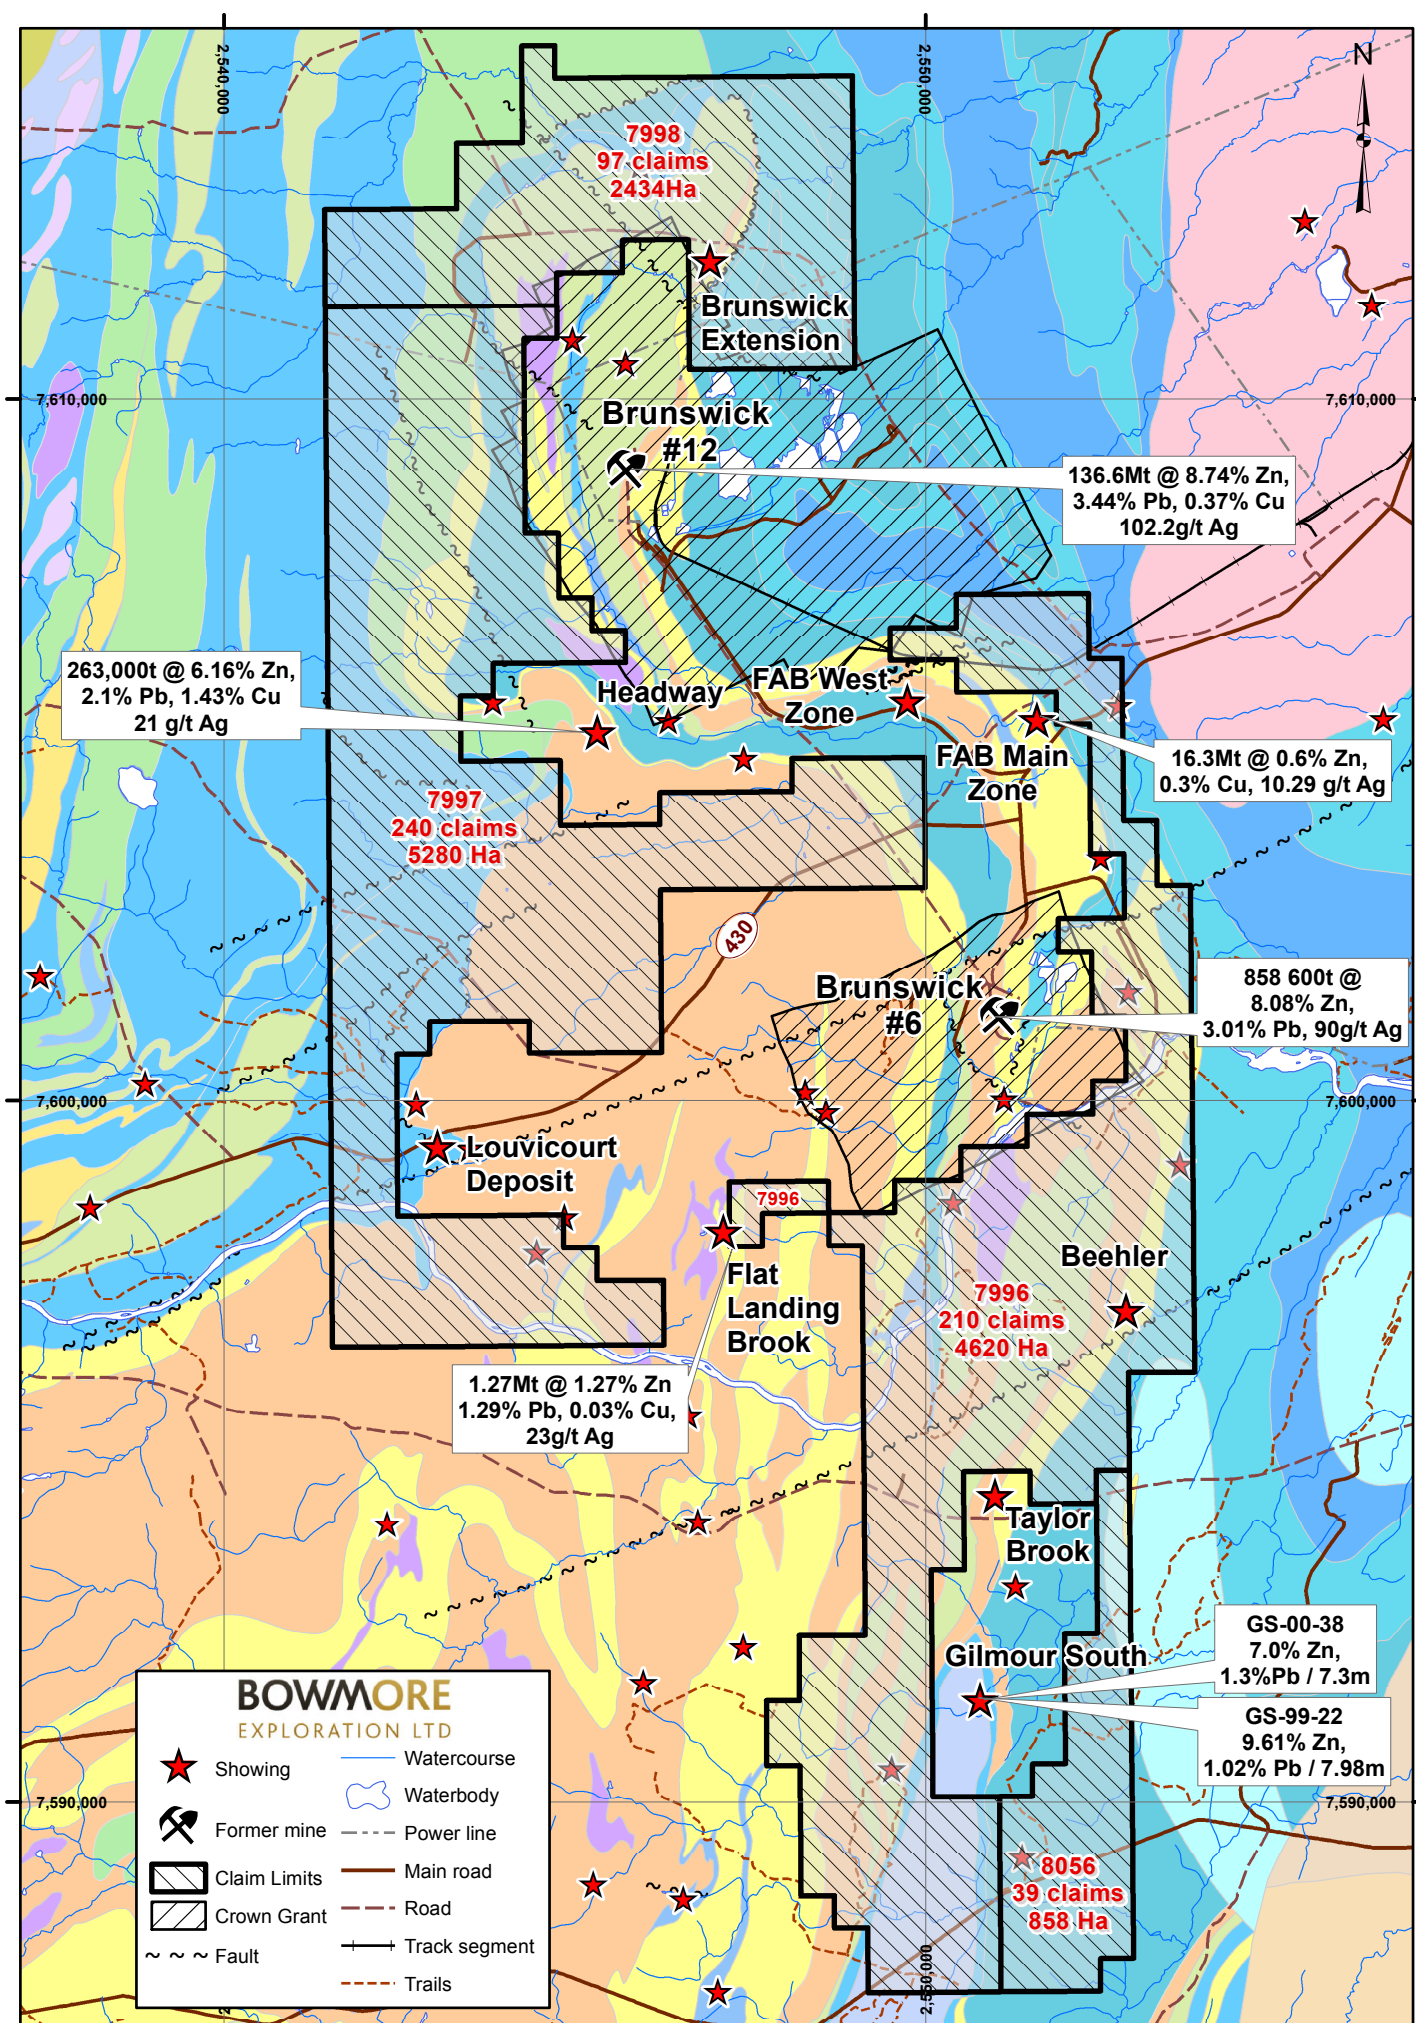 2,540,000
2,550,000
N
7998
97 claims
2434Ha
Brunswick
Extension
7,610,000
7,610,000
Brunswick
#12
136.6Mt @ 8.74% Zn,
3.44% Pb, 0.37% Cu
102.2g/t Ag
263,000t @ 6.16% Zn,
2.1% Pb, 1.43% Cu
21 g/t Ag
Headway
FAB West
Zone
FAB Main
Zone
16.3Mt @ 0.6% Zn,
0.3% Cu, 10.29 g/t Ag
7997
240 claims
5280 Ha
430
Brunswick
#6
858 600t @
8.08% Zn,
3.01% Pb, 90g/t Ag
7,600,000
7,600,000
Louvicourt
Deposit
7996
Flat
Landing
Brook
Beehler
7996
210 claims
4620 Ha
1.27Mt @ 1.27% Zn
1.29% Pb, 0.03% Cu,
23g/t Ag
Taylor
Brook
Gilmour South
GS-00-38
7.0% Zn,
1.3%Pb / 7.3m
GS-99-22
9.61% Zn,
1.02% Pb / 7.98m
7,590,000
7,590,000
8056
39 claims
858 Ha
2,550,000
BOWMORE
EXPLORATION LTD
Showing
Former mine
Claim Limits
Crown Grant
Fault
Watercourse
Waterbody
Power line
Main road
Road
Track segment
Trails